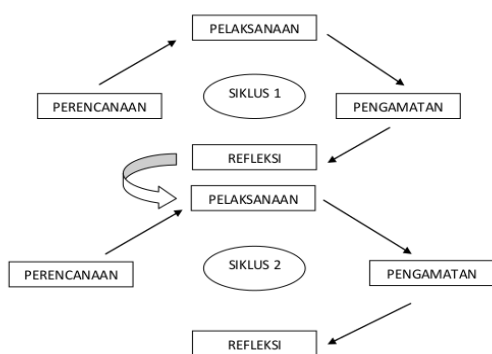 PELAKSANAAN
SIKLUS 1
PERENCANAAN
PENGAMATAN
REFLEKSI
PELAKSANAAN
SIKLUS 2
PERENCANAAN
PENGAMATAN
REFLEKSI